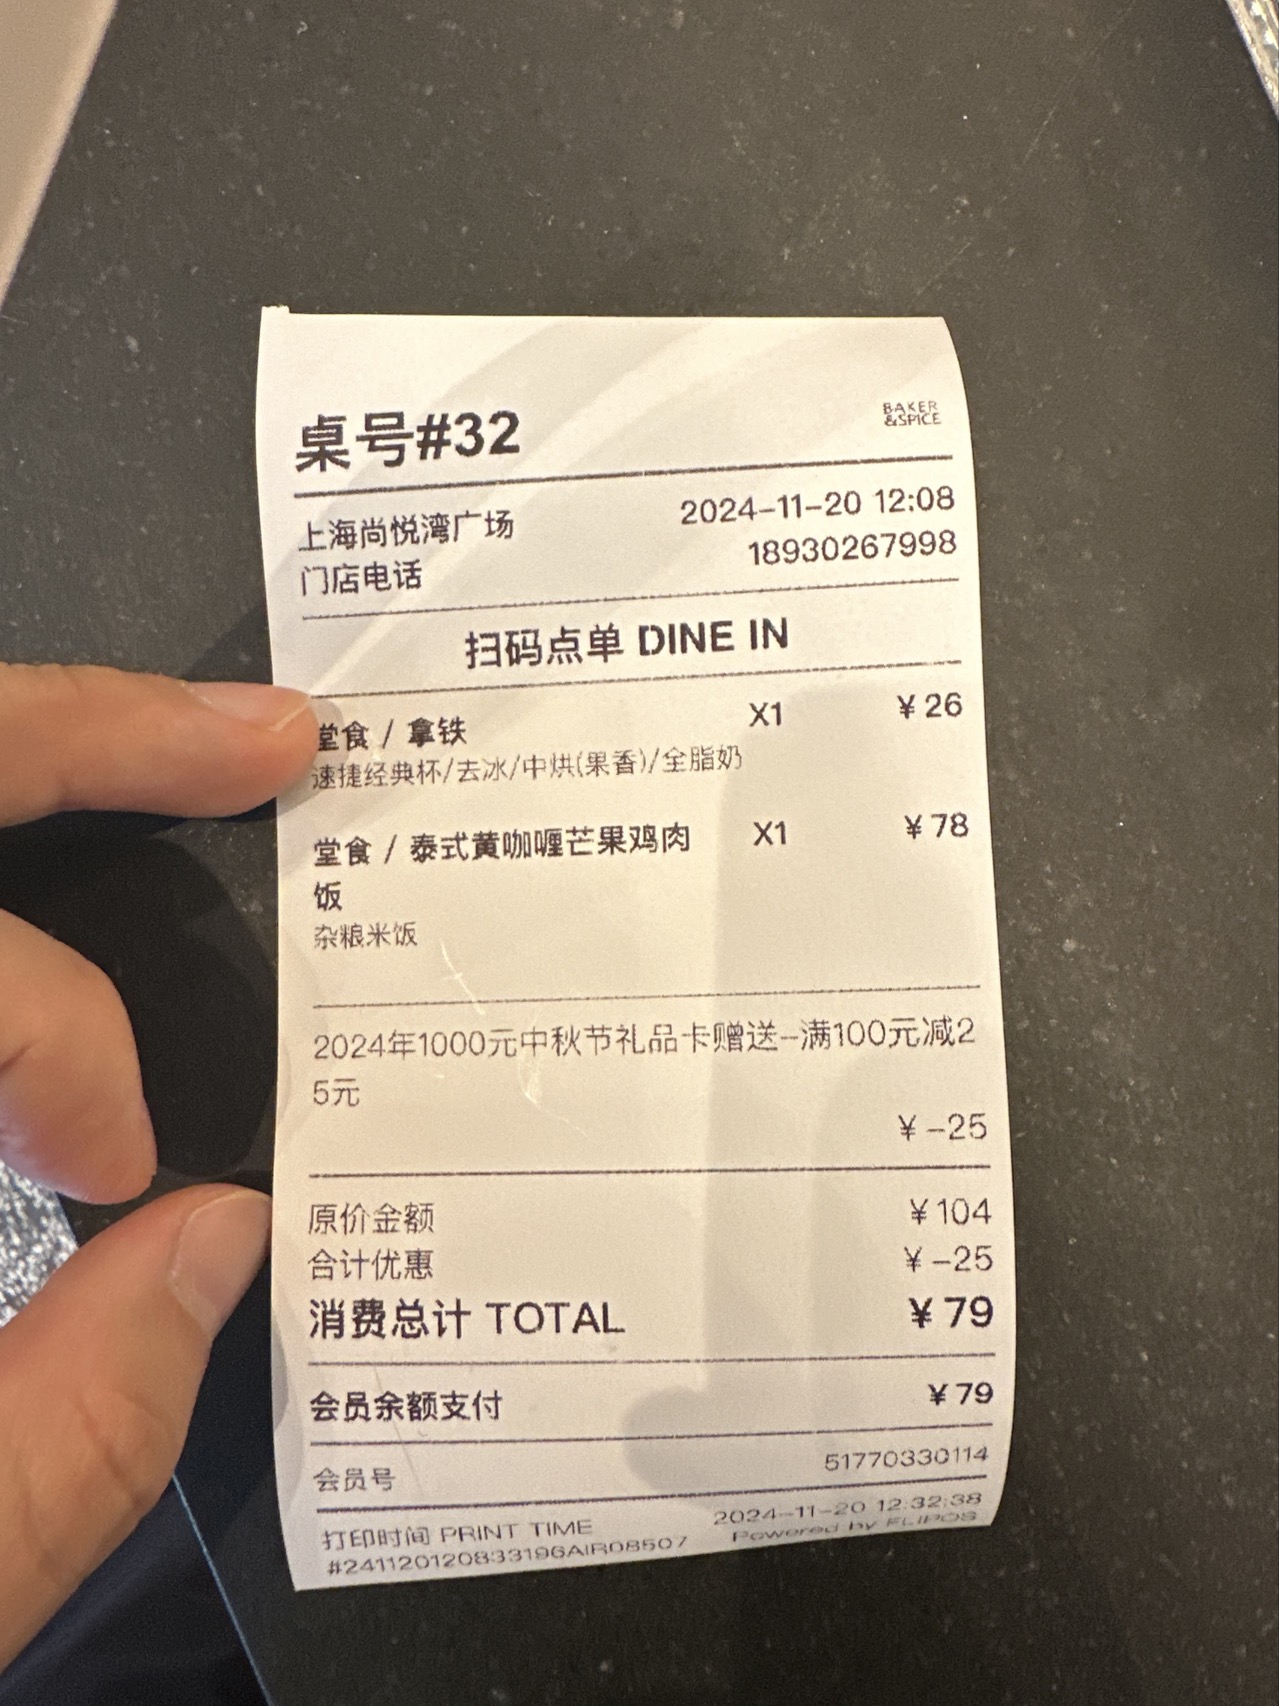 桌号#32
BAKER
&SPICE
上海尚悦湾广场
2024-11-20 12:08
门店电话
18930267998
扫码点单 DINE IN
堂食 / 拿铁 X1 ¥26
速捷经典杯/去冰/中烘(果香)/全脂奶
堂食 / 泰式黄咖喱芒果鸡肉 X1 ¥78
饭
杂粮米饭
2024年1000元中秋节礼品卡赠送-满100元减2
5元
¥-25
原价金额 ¥104
合计优惠 ¥-25
消费总计 TOTAL ¥79
会员余额支付 ¥79
会员号 51770330114
打印时间 PRINT TIME 2024-11-20 12:32:38
#241120120833196AIR08507 Powered by FLIPOS